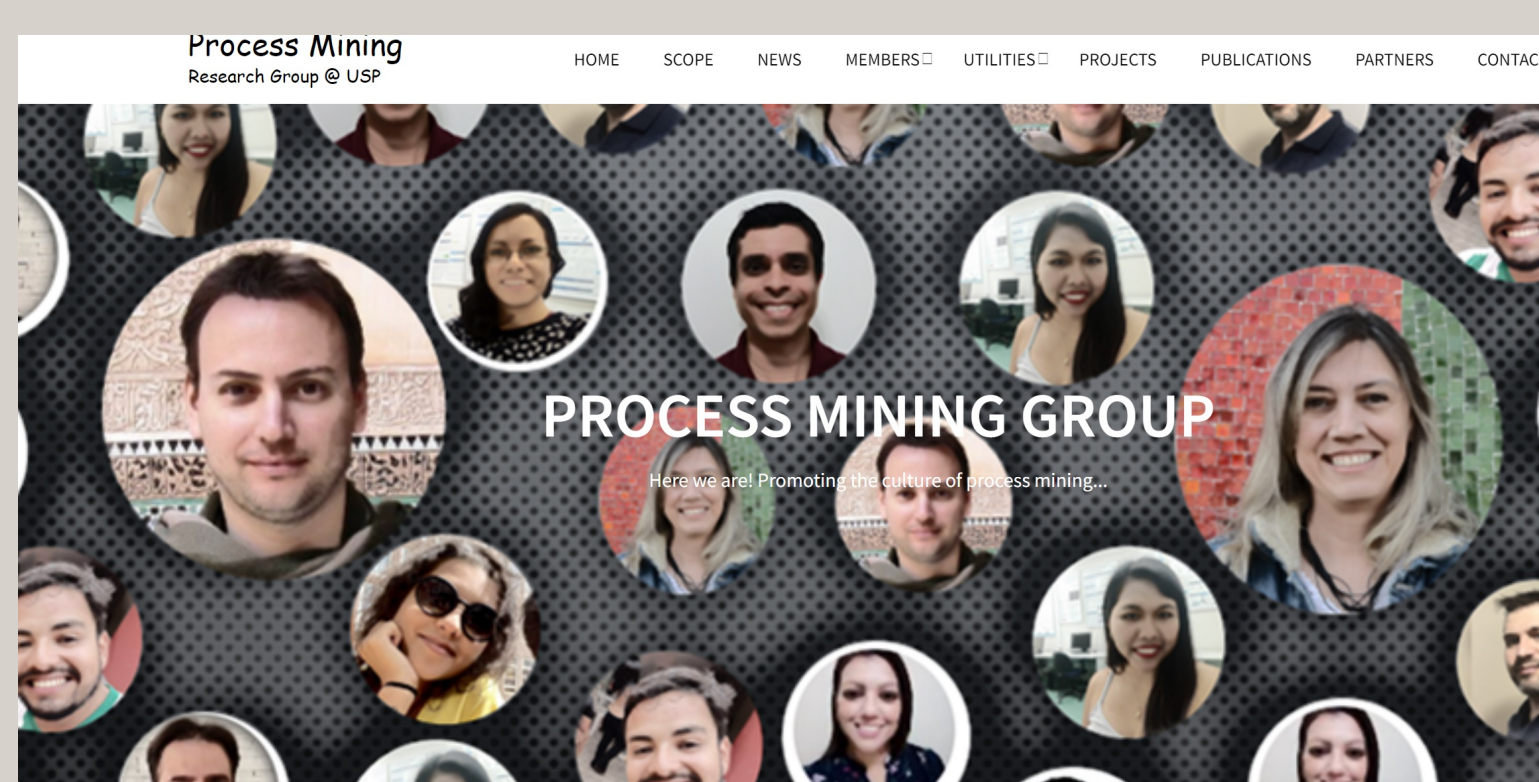 Process Mining
Research Group @ USP
HOME SCOPE NEWS MEMBERS UTILITIES PROJECTS PUBLICATIONS PARTNERS CONTAC
PROCESS MINING GROUP
Here we are! Promoting the culture of process mining...